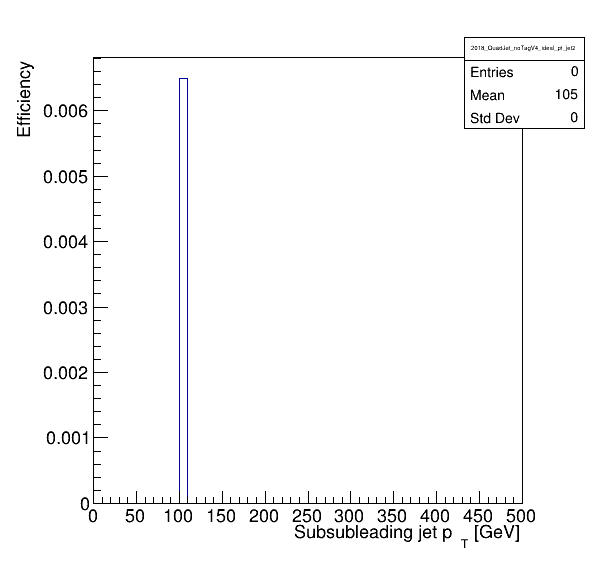 2018_QuadJet_noTagV4_ideal_pt_jet2
Entries 0
Mean 105
Std Dev 0
Efficiency
0.006
0.005
0.004
0.003
0.002
0.001
0
0 50 100 150 200 250 300 350 400 450 500
Subsubleading jet p T [GeV]